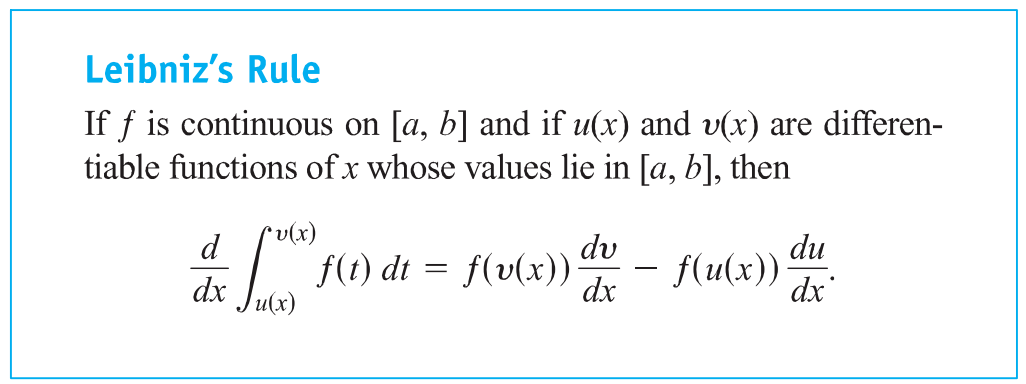 Leibniz's Rule
If f is continuous on [a, b] and if u(x) and v(x) are differen-
tiable functions of x whose values lie in [a, b], then
d/dx ∫_{u(x)}^{v(x)} f(t) dt = f(v(x)) dv/dx − f(u(x)) du/dx.